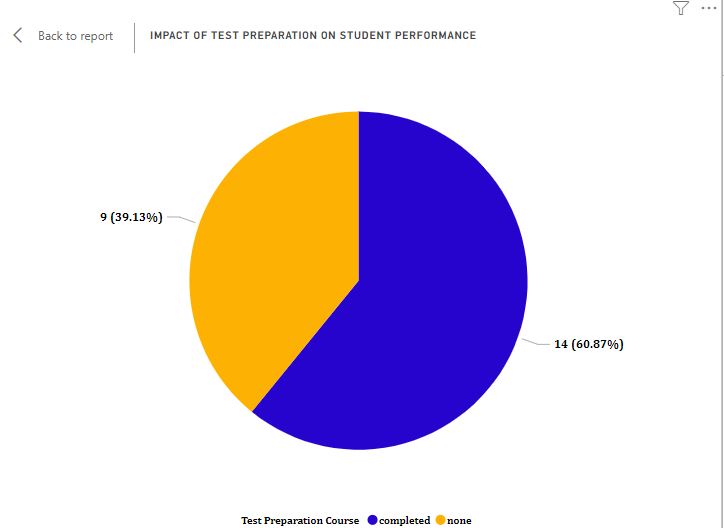 Back to report
IMPACT OF TEST PREPARATION ON STUDENT PERFORMANCE
9 (39.13%)
14 (60.87%)
Test Preparation Course completed none